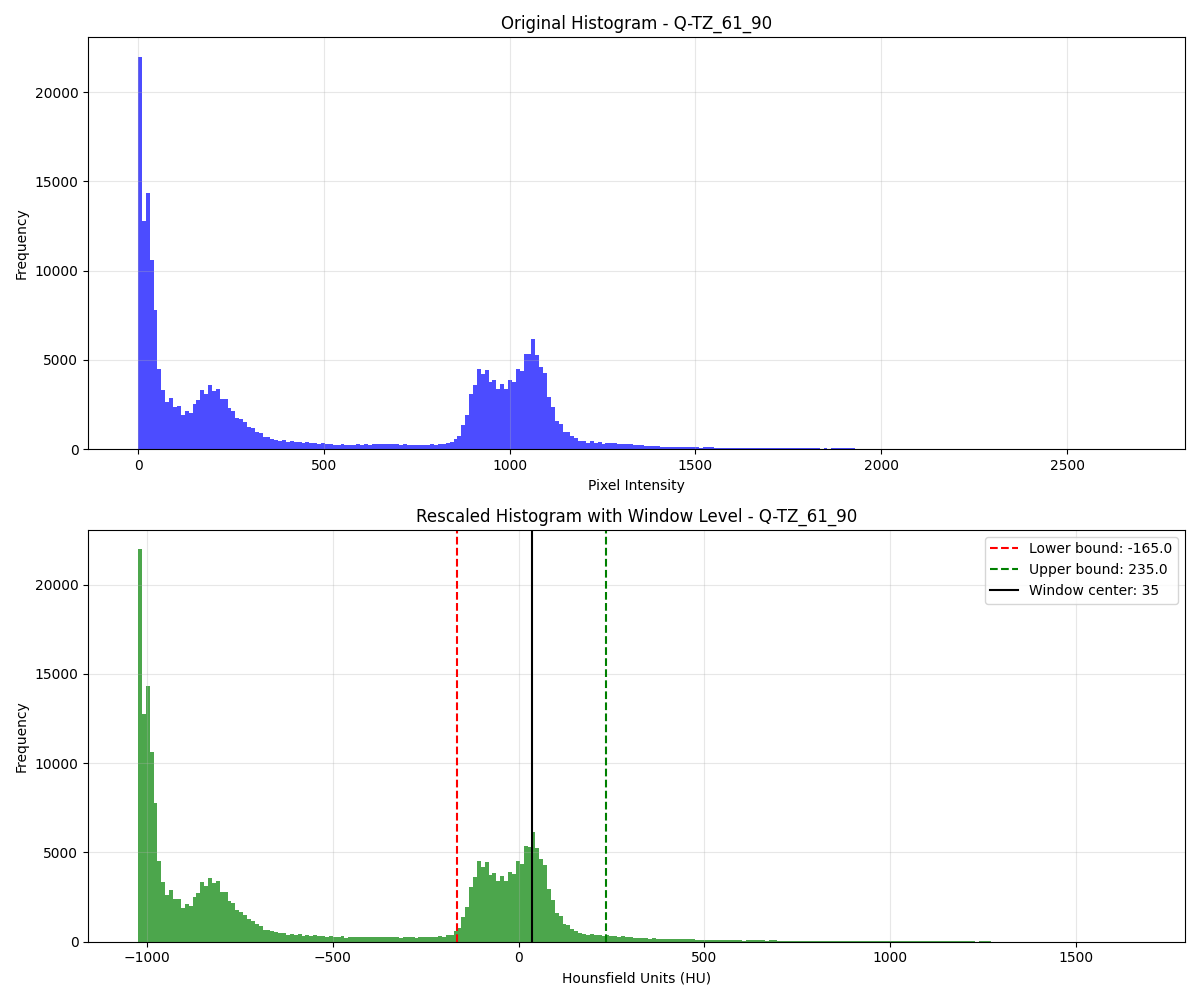 Original Histogram - Q-TZ_61_90
Frequency
20000
15000
10000
5000
0
0 500 1000 1500 2000 2500
Pixel Intensity
Rescaled Histogram with Window Level - Q-TZ_61_90
Lower bound: -165.0
Upper bound: 235.0
Window center: 35
Frequency
20000
15000
10000
5000
0
−1000 −500 0 500 1000 1500
Hounsfield Units (HU)